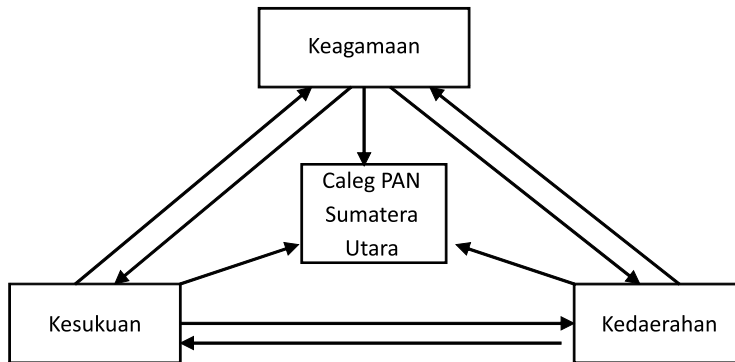 Keagamaan
Caleg PAN
Sumatera
Utara
Kesukuan
Kedaerahan